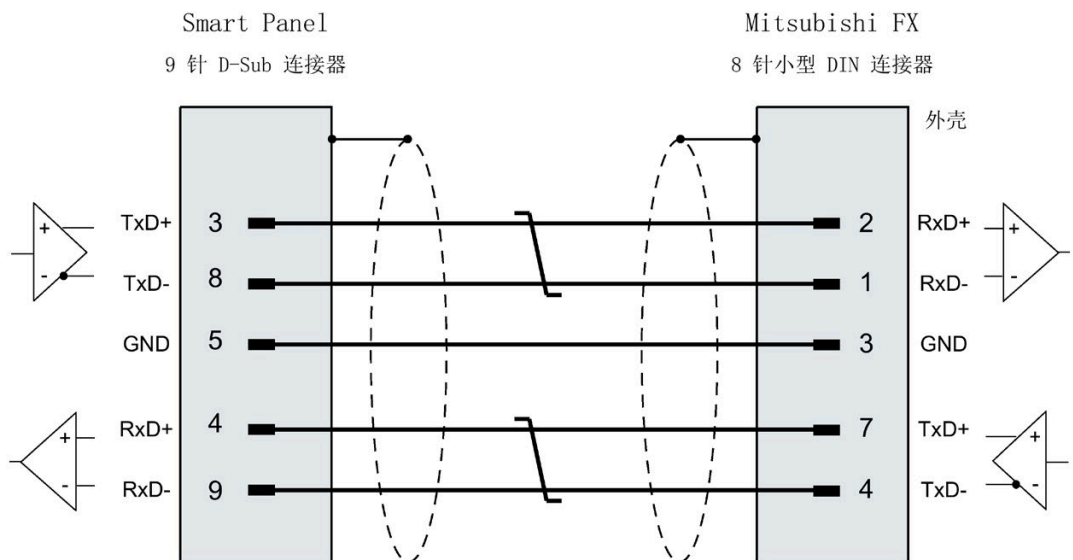 Smart Panel
9 针 D-Sub 连接器
Mitsubishi FX
8 针小型 DIN 连接器
外壳
TxD+ 3 2 RxD+
TxD- 8 1 RxD-
GND 5 3 GND
RxD+ 4 7 TxD+
RxD- 9 4 TxD-
+
-
+
-
+
-
+
-